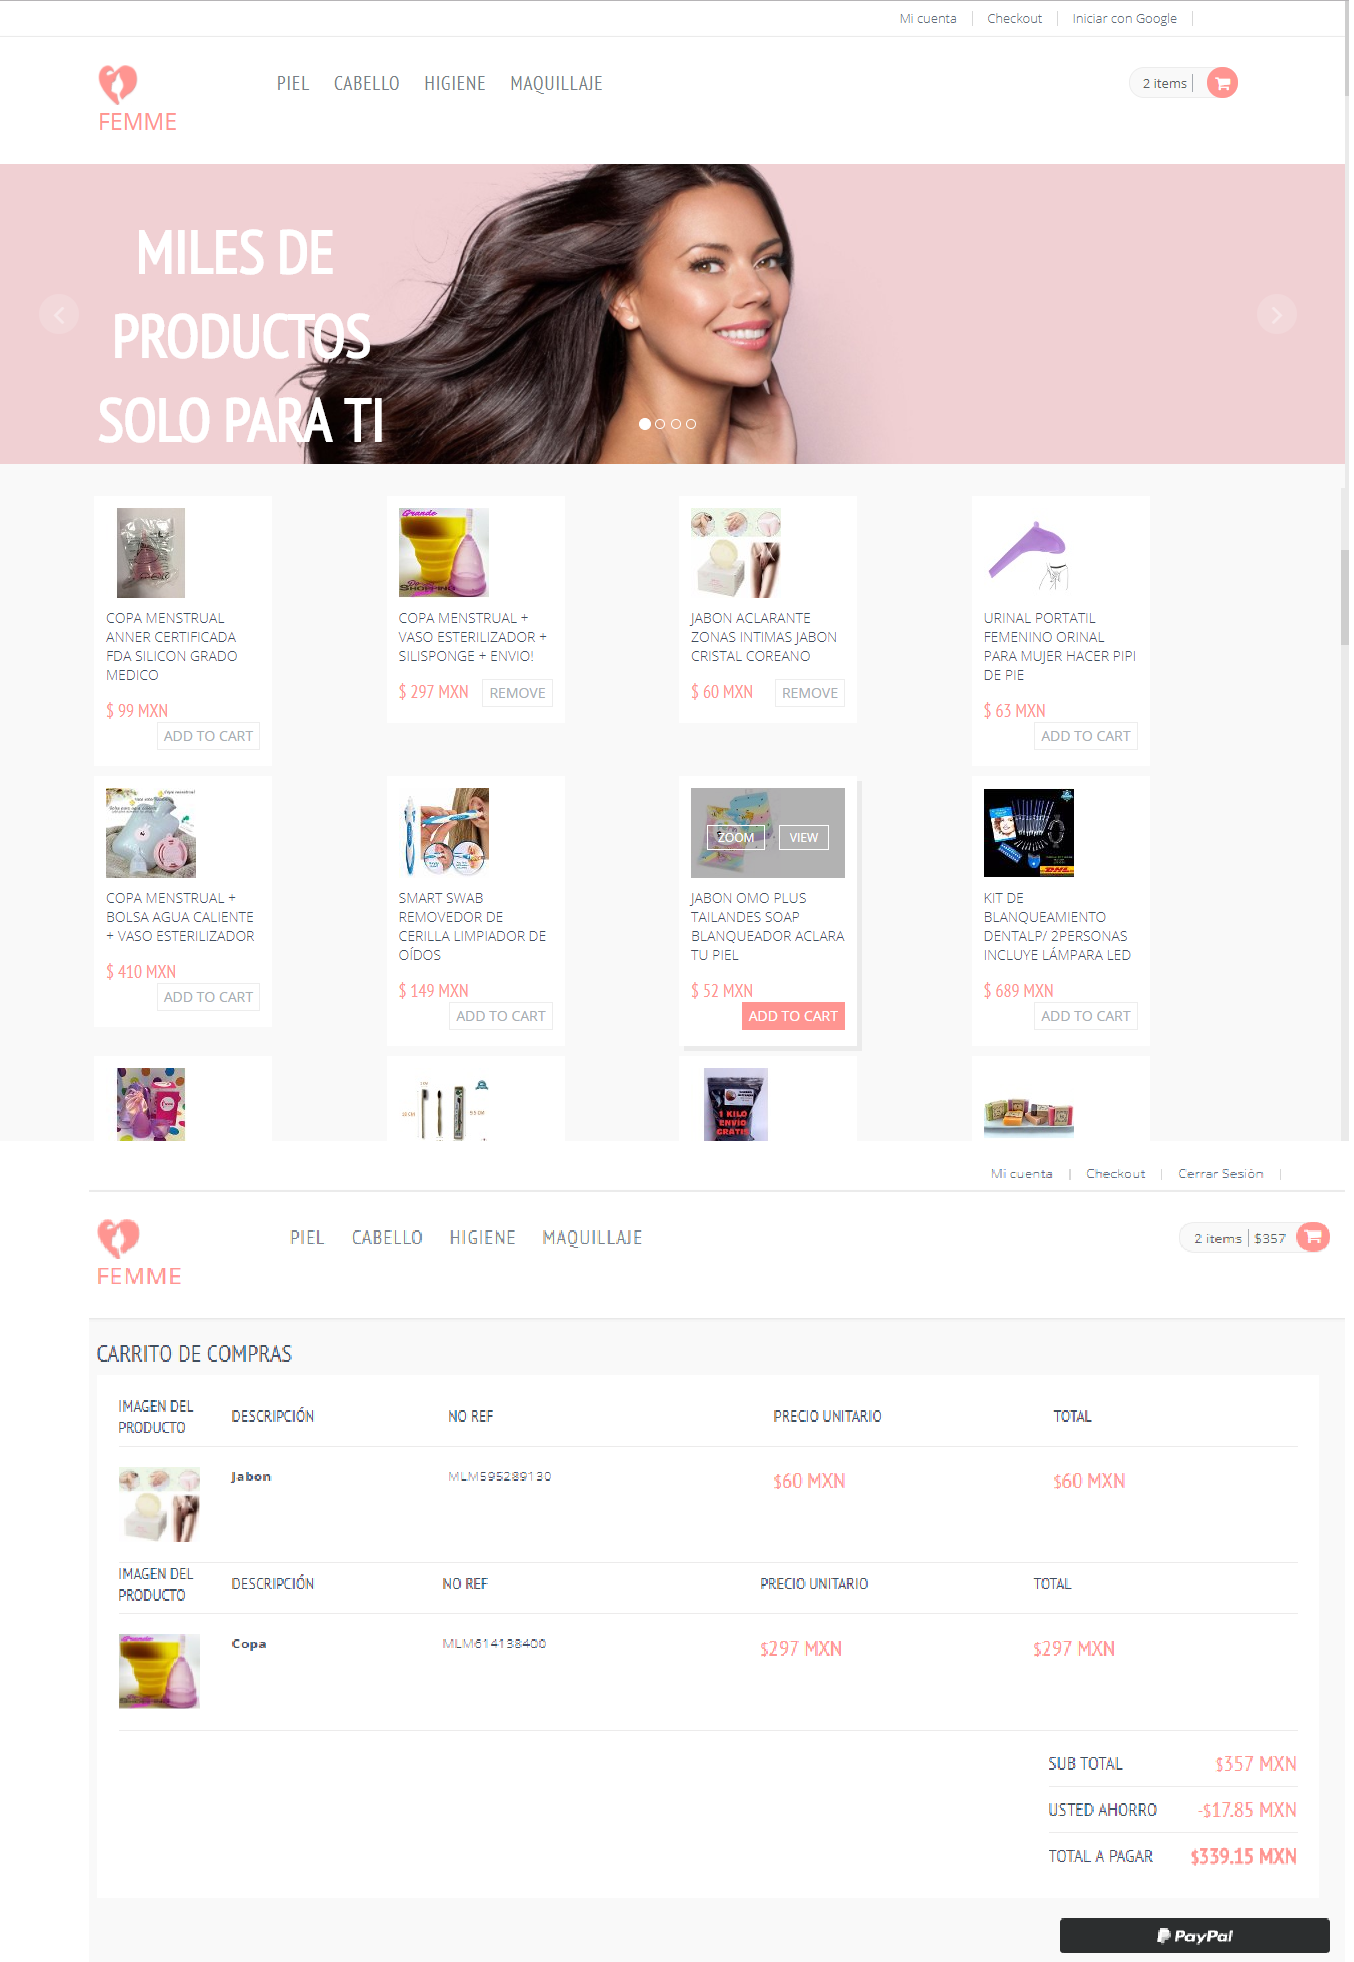 Mi cuenta
Checkout
Iniciar con Google
FEMME
PIEL
CABELLO
HIGIENE
MAQUILLAJE
2 items
MILES DE
PRODUCTOS
SOLO PARA TI
COPA MENSTRUAL
ANNER CERTIFICADA
FDA SILICON GRADO
MEDICO
$ 99 MXN
ADD TO CART
Grande
SHOPPING
COPA MENSTRUAL +
VASO ESTERILIZADOR +
SILISPONGE + ENVIO!
$ 297 MXN
REMOVE
JABON ACLARANTE
ZONAS INTIMAS JABON
CRISTAL COREANO
$ 60 MXN
REMOVE
URINAL PORTATIL
FEMENINO ORINAL
PARA MUJER HACER PIPI
DE PIE
$ 63 MXN
ADD TO CART
COPA MENSTRUAL +
BOLSA AGUA CALIENTE
+ VASO ESTERILIZADOR
$ 410 MXN
ADD TO CART
SMART SWAB
REMOVEDOR DE
CERILLA LIMPIADOR DE
OÍDOS
$ 149 MXN
ADD TO CART
ZOOM
VIEW
JABON OMO PLUS
TAILANDES SOAP
BLANQUEADOR ACLARA
TU PIEL
$ 52 MXN
ADD TO CART
DHL
KIT DE
BLANQUEAMIENTO
DENTALP/ 2PERSONAS
INCLUYE LÁMPARA LED
$ 689 MXN
ADD TO CART
1 KILO
ENVIO
GRATIS
Mi cuenta
Checkout
Cerrar Sesión
FEMME
PIEL
CABELLO
HIGIENE
MAQUILLAJE
2 items
$357
CARRITO DE COMPRAS
IMAGEN DEL
PRODUCTO
DESCRIPCIÓN
NO REF
PRECIO UNITARIO
TOTAL
Jabon
MLM595289130
$60 MXN
$60 MXN
IMAGEN DEL
PRODUCTO
DESCRIPCIÓN
NO REF
PRECIO UNITARIO
TOTAL
Copa
MLM614138400
$297 MXN
$297 MXN
SUB TOTAL
$357 MXN
USTED AHORRO
-$17.85 MXN
TOTAL A PAGAR
$339.15 MXN
PayPal